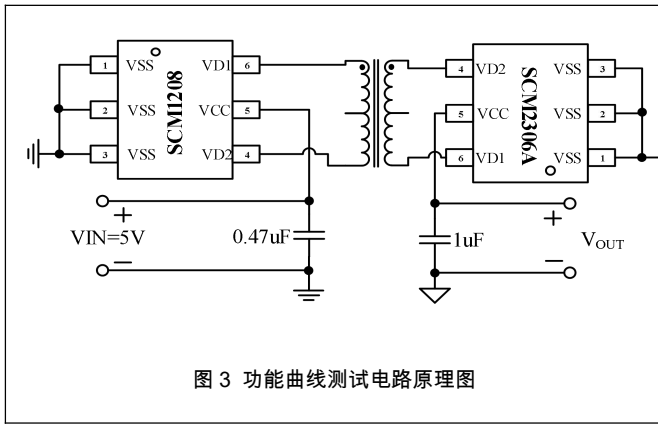 1 VSS VD1 6
2 VSS VCC 5
3 VSS VD2 4
SCM1208
4 VD2 VSS 3
5 VCC VSS 2
6 VD1 VSS 1
SCM2306A
+
VIN=5V
−
0.47uF
1uF
+
VOUT
−
图 3 功能曲线测试电路原理图